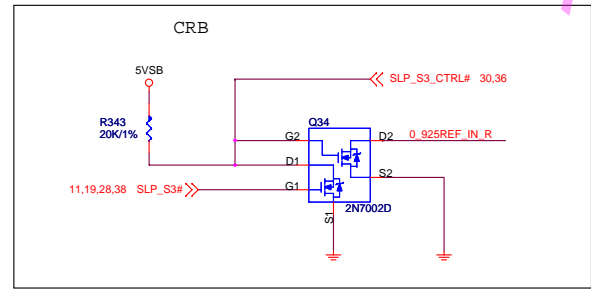 CRB
5VSB
SLP_S3_CTRL# 30,36
R343
20K/1%
Q34
G2
D2
0_925REF_IN_R
D1
S2
11,19,28,38 SLP_S3#
G1
2N7002D
S1